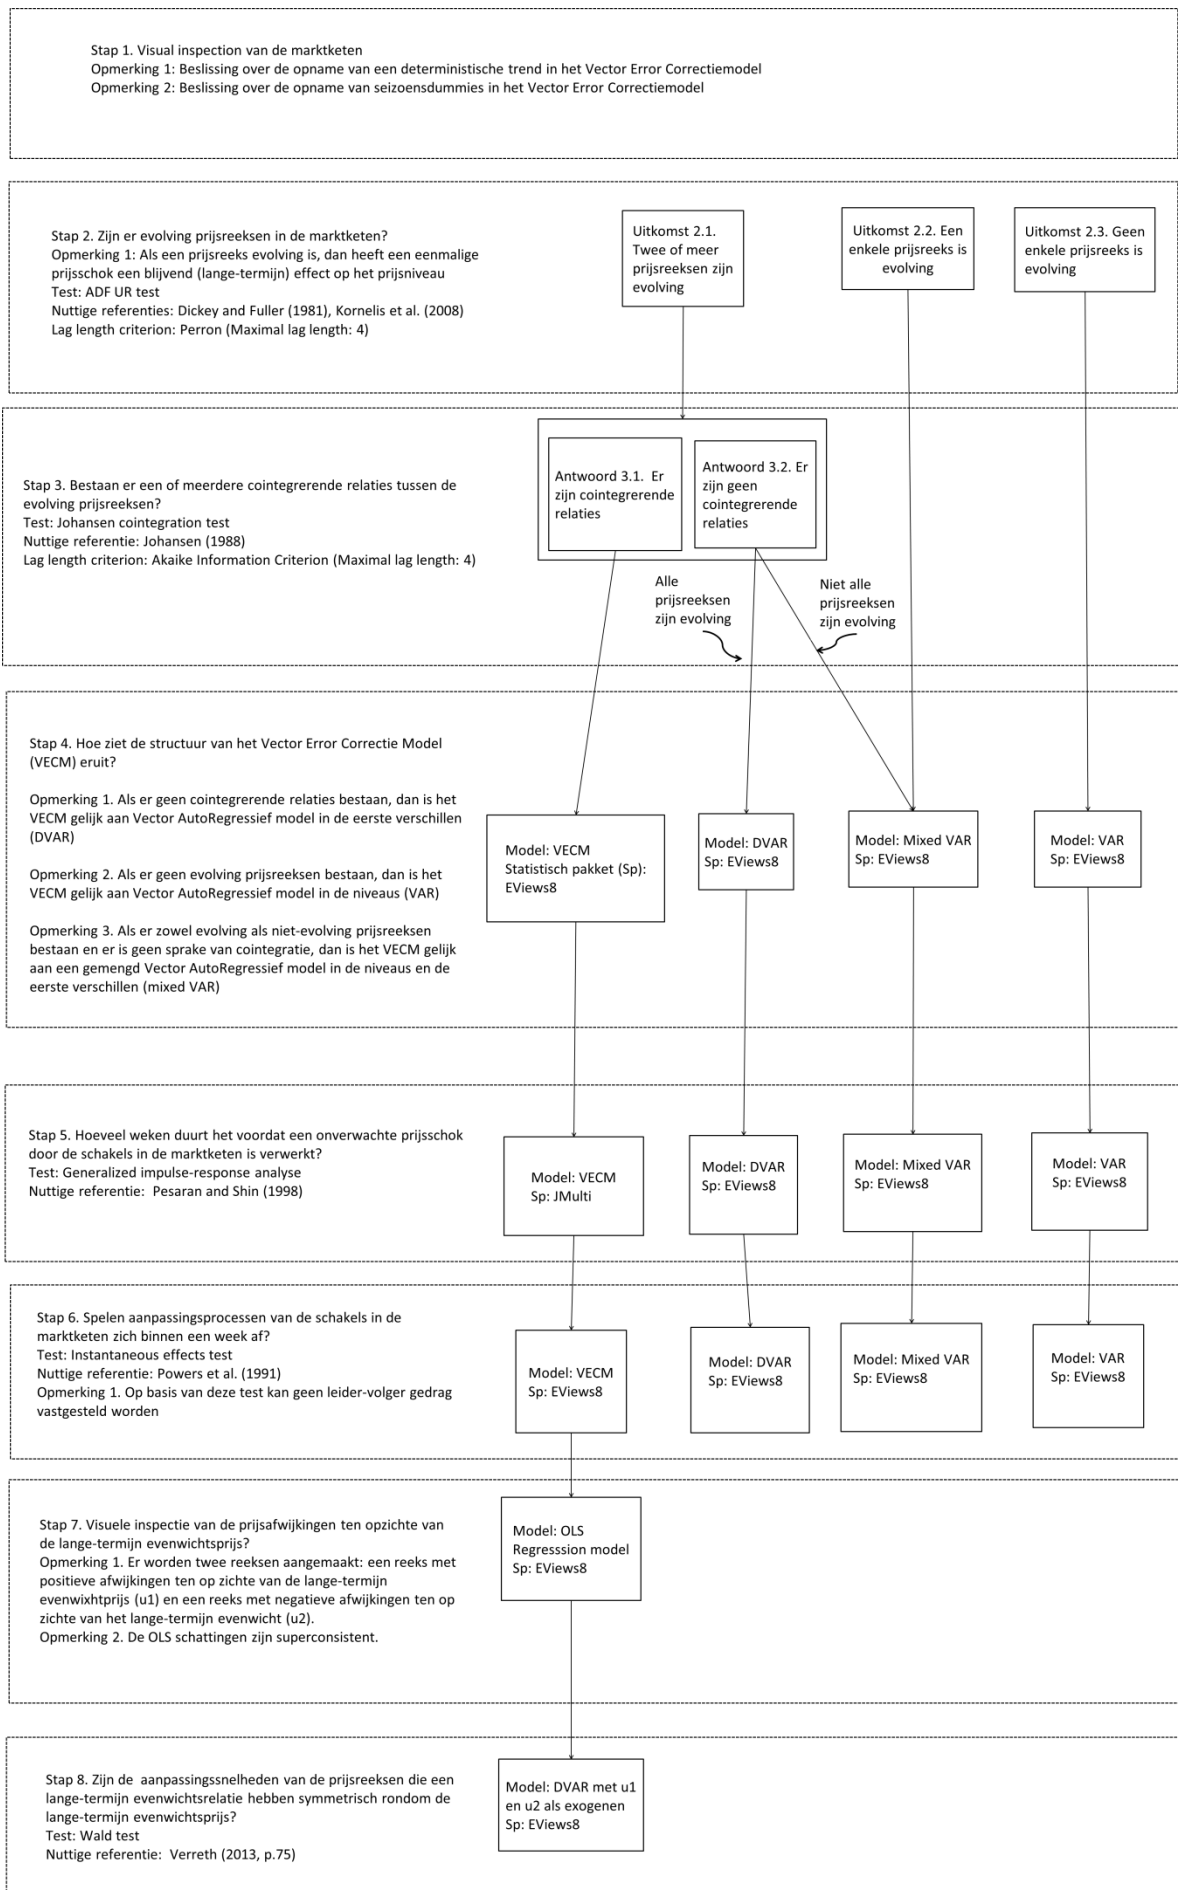 Stap 1. Visual inspection van de marktketen
Opmerking 1: Beslissing over de opname van een deterministische trend in het Vector Error Correctiemodel
Opmerking 2: Beslissing over de opname van seizoensdummies in het Vector Error Correctiemodel
Stap 2. Zijn er evolving prijsreeksen in de marktketen?
Opmerking 1: Als een prijsreeks evolving is, dan heeft een eenmalige
prijsschok een blijvend (lange-termijn) effect op het prijsniveau
Test: ADF UR test
Nuttige referenties: Dickey and Fuller (1981), Kornelis et al. (2008)
Lag length criterion: Perron (Maximal lag length: 4)
Uitkomst 2.1.
Twee of meer
prijsreeksen zijn
evolving
Uitkomst 2.2. Een
enkele prijsreeks is
evolving
Uitkomst 2.3. Geen
enkele prijsreeks is
evolving
Stap 3. Bestaan er een of meerdere cointegrerende relaties tussen de
evolving prijsreeksen?
Test: Johansen cointegration test
Nuttige referentie: Johansen (1988)
Lag length criterion: Akaike Information Criterion (Maximal lag length: 4)
Antwoord 3.1. Er
zijn cointegrerende
relaties
Antwoord 3.2. Er
zijn geen
cointegrerende
relaties
Alle
prijsreeksen
zijn evolving
Niet alle
prijsreeksen
zijn evolving
Stap 4. Hoe ziet de structuur van het Vector Error Correctie Model
(VECM) eruit?
Opmerking 1. Als er geen cointegrerende relaties bestaan, dan is het
VECM gelijk aan Vector AutoRegressief model in de eerste verschillen
(DVAR)
Opmerking 2. Als er geen evolving prijsreeksen bestaan, dan is het
VECM gelijk aan Vector AutoRegressief model in de niveaus (VAR)
Opmerking 3. Als er zowel evolving als niet-evolving prijsreeksen
bestaan en er is geen sprake van cointegratie, dan is het VECM gelijk
aan een gemengd Vector AutoRegressief model in de niveaus en de
eerste verschillen (mixed VAR)
Model: VECM
Statistisch pakket (Sp):
EViews8
Model: DVAR
Sp: EViews8
Model: Mixed VAR
Sp: EViews8
Model: VAR
Sp: EViews8
Stap 5. Hoeveel weken duurt het voordat een onverwachte prijsschok
door de schakels in de marktketen is verwerkt?
Test: Generalized impulse-response analyse
Nuttige referentie: Pesaran and Shin (1998)
Model: VECM
Sp: JMulti
Model: DVAR
Sp: EViews8
Model: Mixed VAR
Sp: EViews8
Model: VAR
Sp: EViews8
Stap 6. Spelen aanpassingsprocessen van de schakels in de
marktketen zich binnen een week af?
Test: Instantaneous effects test
Nuttige referentie: Powers et al. (1991)
Opmerking 1. Op basis van deze test kan geen leider-volger gedrag
vastgesteld worden
Model: VECM
Sp: EViews8
Model: DVAR
Sp: EViews8
Model: Mixed VAR
Sp: EViews8
Model: VAR
Sp: EViews8
Stap 7. Visuele inspectie van de prijsafwijkingen ten opzichte van
de lange-termijn evenwichtsprijs?
Opmerking 1. Er worden twee reeksen aangemaakt: een reeks met
positieve afwijkingen ten op zichte van de lange-termijn
evenwixhtprijs (u1) en een reeks met negatieve afwijkingen ten op
zichte van het lange-termijn evenwicht (u2).
Opmerking 2. De OLS schattingen zijn superconsistent.
Model: OLS
Regresssion model
Sp: EViews8
Stap 8. Zijn de aanpassingssnelheden van de prijsreeksen die een
lange-termijn evenwichtsrelatie hebben symmetrisch rondom de
lange-termijn evenwichtsprijs?
Test: Wald test
Nuttige referentie: Verreth (2013, p.75)
Model: DVAR met u1
en u2 als exogenen
Sp: EViews8